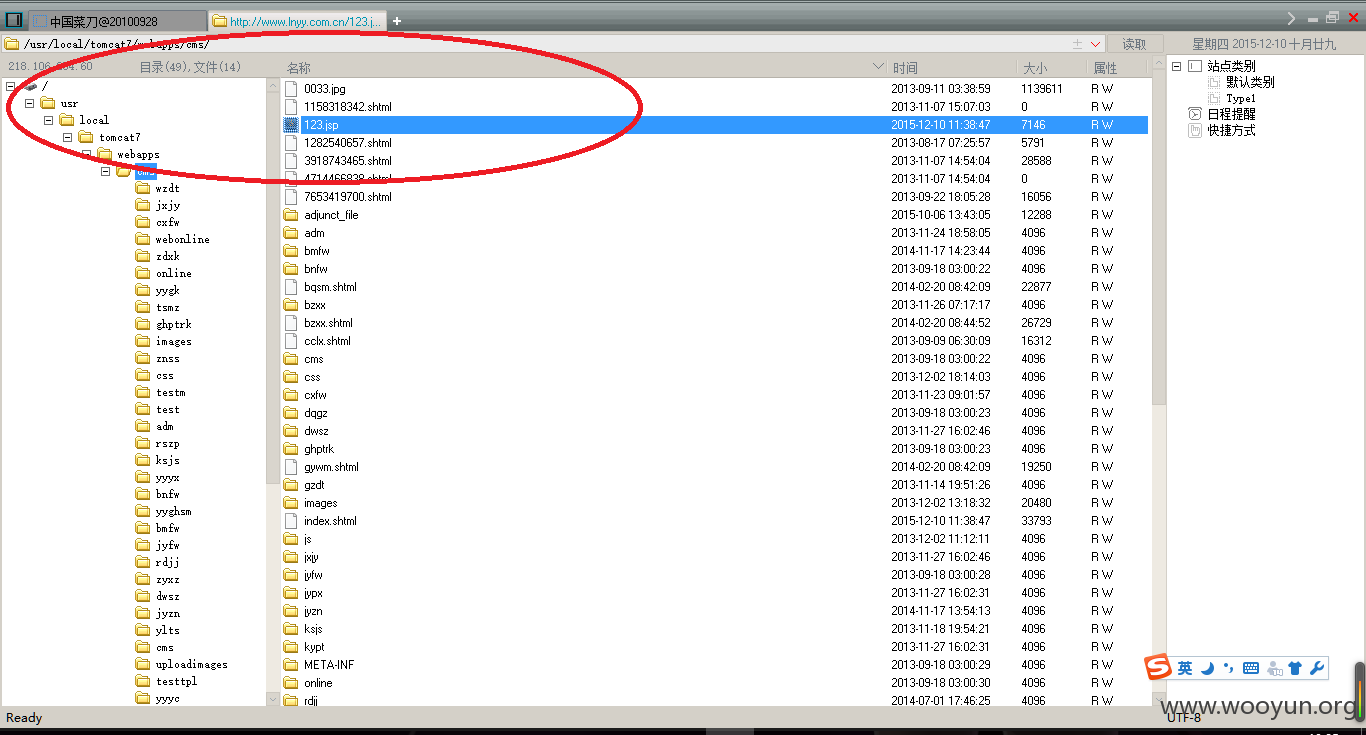 中国菜刀@20100928
http://www.lnyy.com.cn/123.j...
/usr/local/tomcat7/webapps/cms/
读取
星期四 2015-12-10 十月廿九
目录(49),文件(14)
名称 时间 大小 属性
/
usr
local
tomcat7
webapps
cms
wzdt
jxjy
cxfw
webonline
zdxk
online
yygk
tsmz
ghptrk
images
znss
css
testm
test
adm
rszp
ksjs
yyyx
bnfw
yyghsm
bmfw
jyfw
rdjj
zyxz
dwsz
jyzn
ylts
cms
uploadimages
testtpl
yyyc
0033.jpg 2013-09-11 03:38:59 1139611 R W
1158318342.shtml 2013-11-07 15:07:03 0 R W
123.jsp 2015-12-10 11:38:47 7146 R W
1282540657.shtml 2013-08-17 07:25:57 5791 R W
3918743465.shtml 2013-11-07 14:54:04 28588 R W
4714466838.shtml 2013-11-07 14:54:04 0 R W
7653419700.shtml 2013-09-22 18:05:28 16056 R W
adjunct_file 2015-10-06 13:43:05 12288 R W
adm 2013-11-24 18:58:05 4096 R W
bmfw 2014-11-17 14:23:44 4096 R W
bnfw 2013-09-18 03:00:22 4096 R W
bqsm.shtml 2014-02-20 08:42:09 22877 R W
bzxx 2013-11-26 07:17:17 4096 R W
bzxx.shtml 2014-02-20 08:44:52 26729 R W
cclx.shtml 2013-09-09 06:30:09 16312 R W
cms 2013-09-18 03:00:22 4096 R W
css 2013-12-02 18:14:03 4096 R W
cxfw 2013-11-23 09:01:57 4096 R W
dqgz 2013-09-18 03:00:23 4096 R W
dwsz 2013-11-27 16:02:46 4096 R W
ghptrk 2013-09-18 03:00:23 4096 R W
gywm.shtml 2014-02-20 08:42:09 19250 R W
gzdt 2013-11-14 19:51:26 4096 R W
images 2013-12-02 13:18:32 20480 R W
index.shtml 2015-12-10 11:38:47 33793 R W
js 2013-12-02 11:12:11 4096 R W
jxjy 2013-11-27 16:02:46 4096 R W
jyfw 2013-09-18 03:00:28 4096 R W
jypx 2013-11-27 16:02:31 4096 R W
jyzn 2014-11-17 13:54:13 4096 R W
ksjs 2013-11-18 19:54:21 4096 R W
kypt 2013-11-27 16:02:31 4096 R W
META-INF 2013-09-18 03:00:29 4096 R W
online 2013-09-18 03:00:30 4096 R W
rdjj 2014-07-01 17:46:25 4096 R W
站点类别
默认类别
Type1
日程提醒
快捷方式
英
www.wooyun.org
Ready
UTF-8